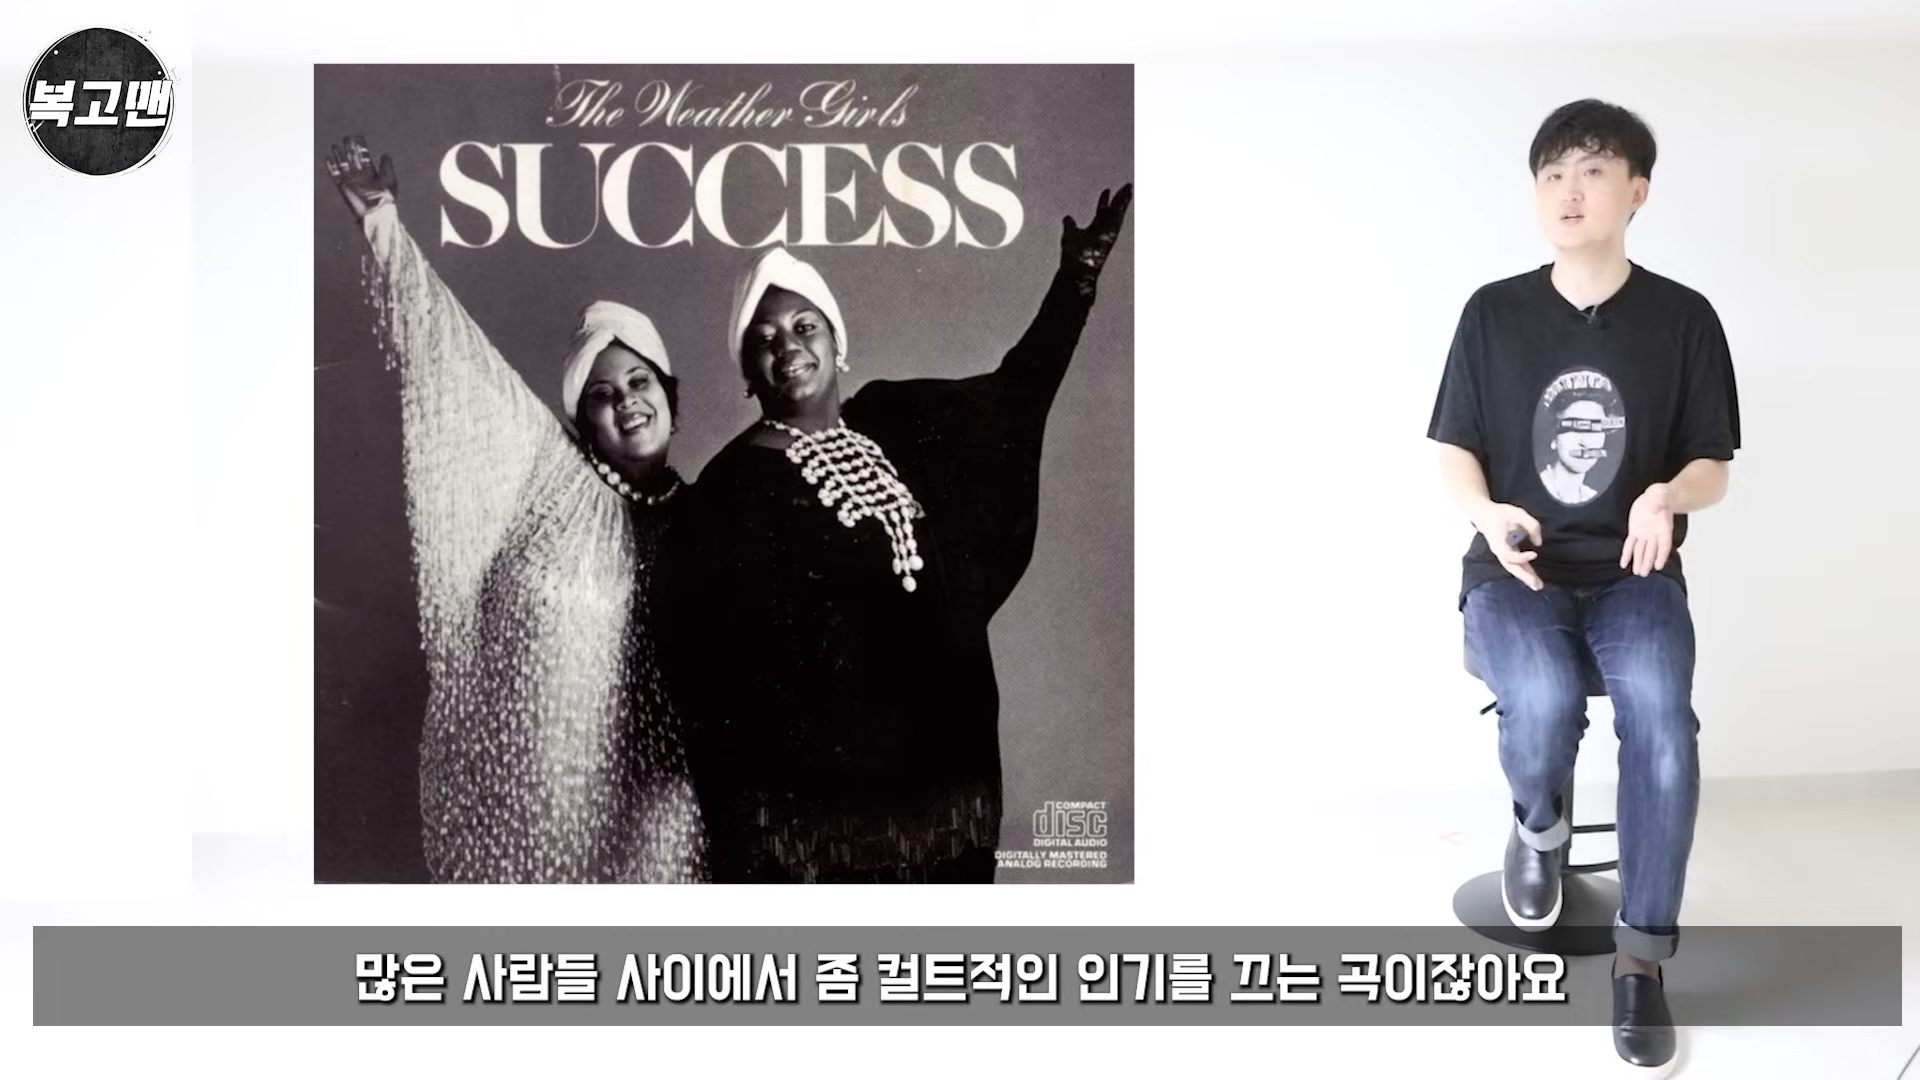 복고맨
The Weather Girls
SUCCESS
COMPACT
disc
DIGITAL AUDIO
DIGITALLY MASTERED
ANALOG RECORDING
많은 사람들 사이에서 좀 컬트적인 인기를 끄는 곡이잖아요